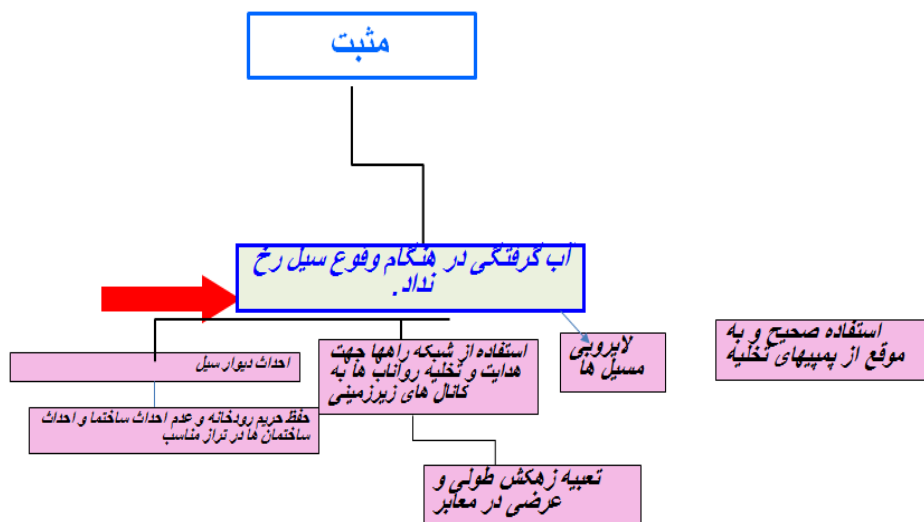 مثبت
آب گرفتگی در هنگام وقوع سیل رخ
نداد.
استفاده صحیح و به
موقع از پمپهای تخلیه
لایروبی
مسیل ها
استفاده از شبکه راهها جهت
هدایت و تخلیه رواناب ها به
کانال های زیرزمینی
احداث دیوار سیل
حفظ حریم رودخانه و عدم احداث ساختما و احداث
ساختمان ها در تراز مناسب
تعبیه زهکش طولی و
عرضی در معابر